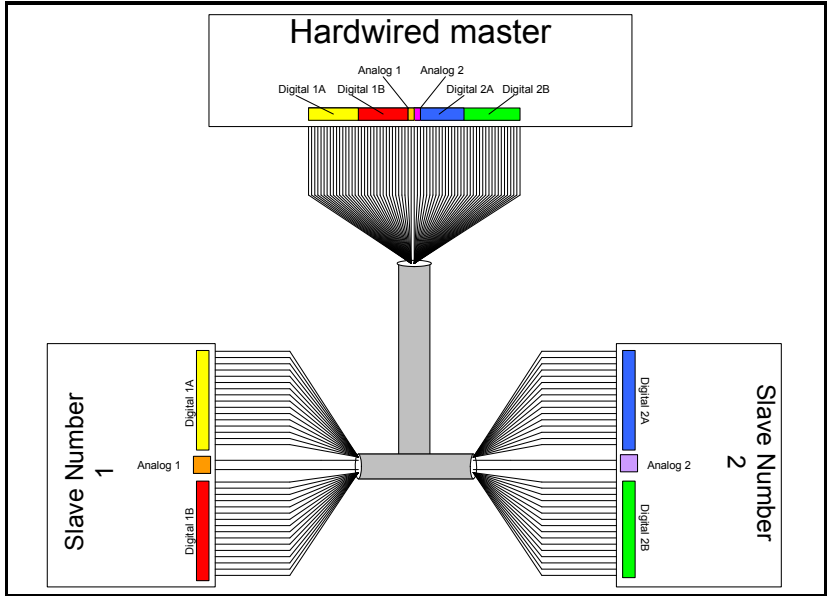 Hardwired master
Analog 1
Analog 2
Digital 1A
Digital 1B
Digital 2A
Digital 2B
Slave Number
1
Digital 1A
Analog 1
Digital 1B
Digital 2A
Analog 2
Digital 2B
Slave Number
2